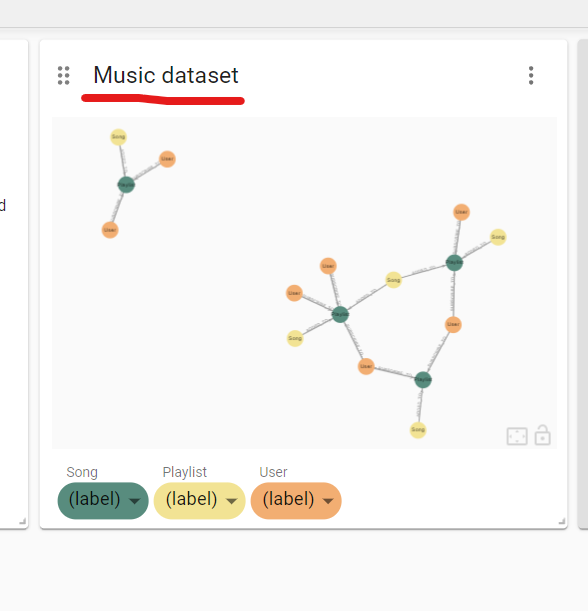 Music dataset
d
Song
User
Playlist
User
User
Song
User
Playlist
Song
User
Playlist
User
Song
User
Playlist
Song
Song Playlist User
(label) (label) (label)